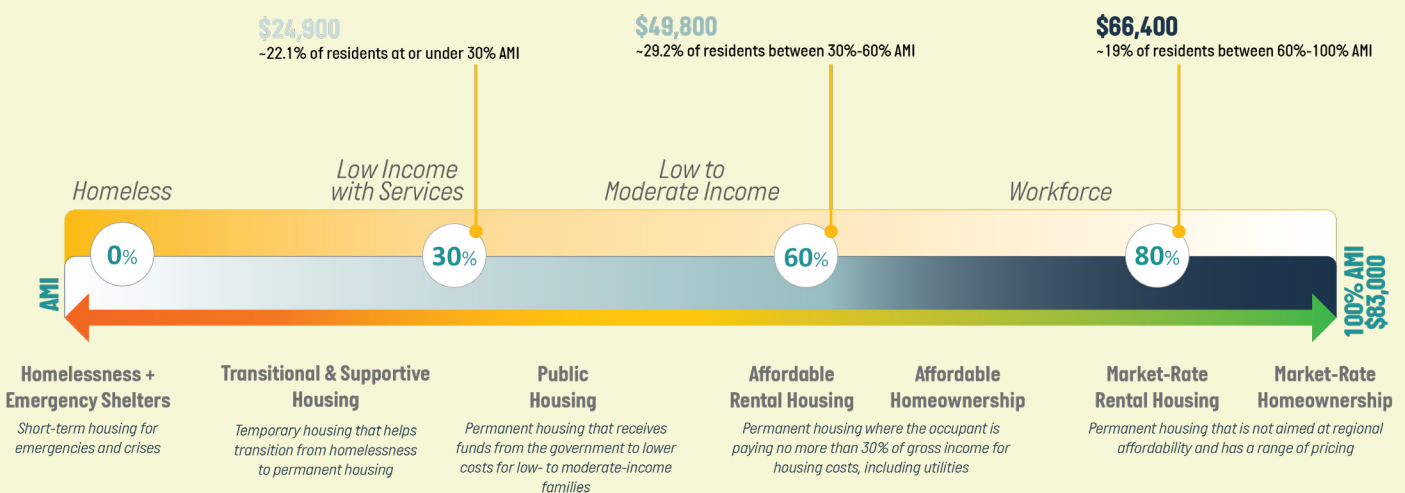 $24,900
~22.1% of residents at or under 30% AMI
$49,800
~29.2% of residents between 30%-60% AMI
$66,400
~19% of residents between 60%-100% AMI
Homeless
Low Income
with Services
Low to
Moderate Income
Workforce
0%
30%
60%
80%
AMI
100% AMI
$83,000
Homelessness +
Emergency Shelters
Short-term housing for
emergencies and crises
Transitional & Supportive
Housing
Temporary housing that helps
transition from homelessness
to permanent housing
Public
Housing
Permanent housing that receives
funds from the government to lower
costs for low- to moderate-income
families
Affordable
Rental Housing
Affordable
Homeownership
Permanent housing where the occupant is
paying no more than 30% of gross income for
housing costs, including utilities
Market-Rate
Rental Housing
Market-Rate
Homeownership
Permanent housing that is not aimed at regional
affordability and has a range of pricing